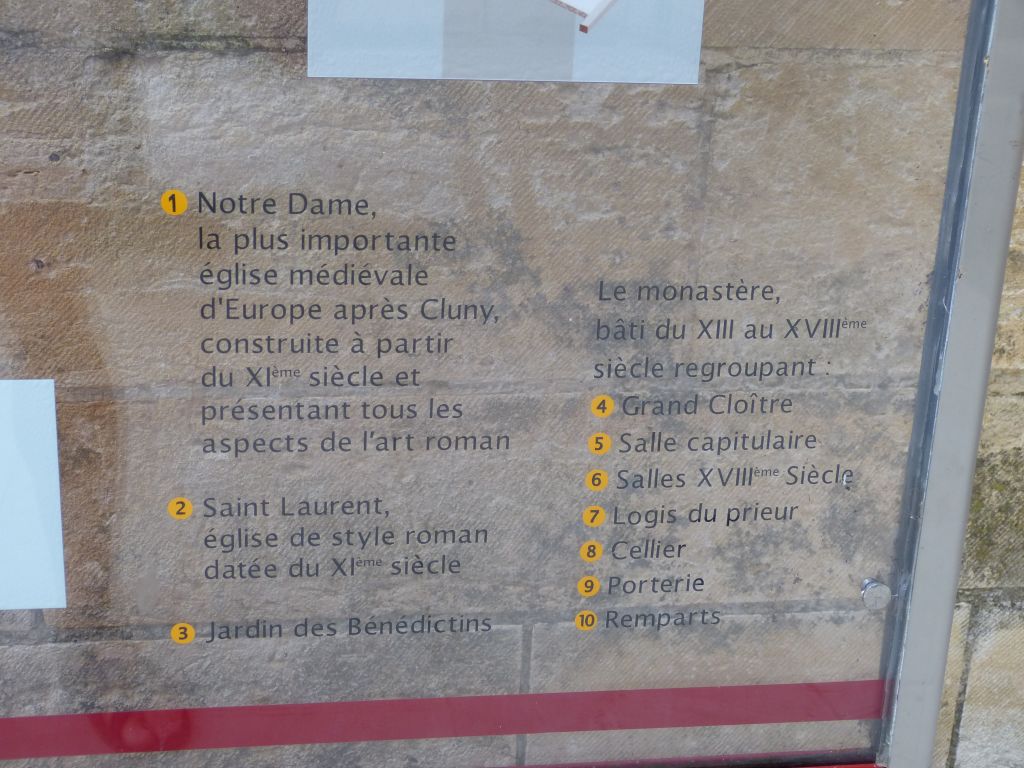 1 Notre Dame,
la plus importante
église médiévale
d'Europe après Cluny,
construite à partir
du XIème siècle et
présentant tous les
aspects de l'art roman
2 Saint Laurent,
église de style roman
datée du XIème siècle
3 Jardin des Bénédictins
Le monastère,
bâti du XIII au XVIIIème
siècle regroupant :
4 Grand Cloître
5 Salle capitulaire
6 Salles XVIIIème Siècle
7 Logis du prieur
8 Cellier
9 Porterie
10 Remparts